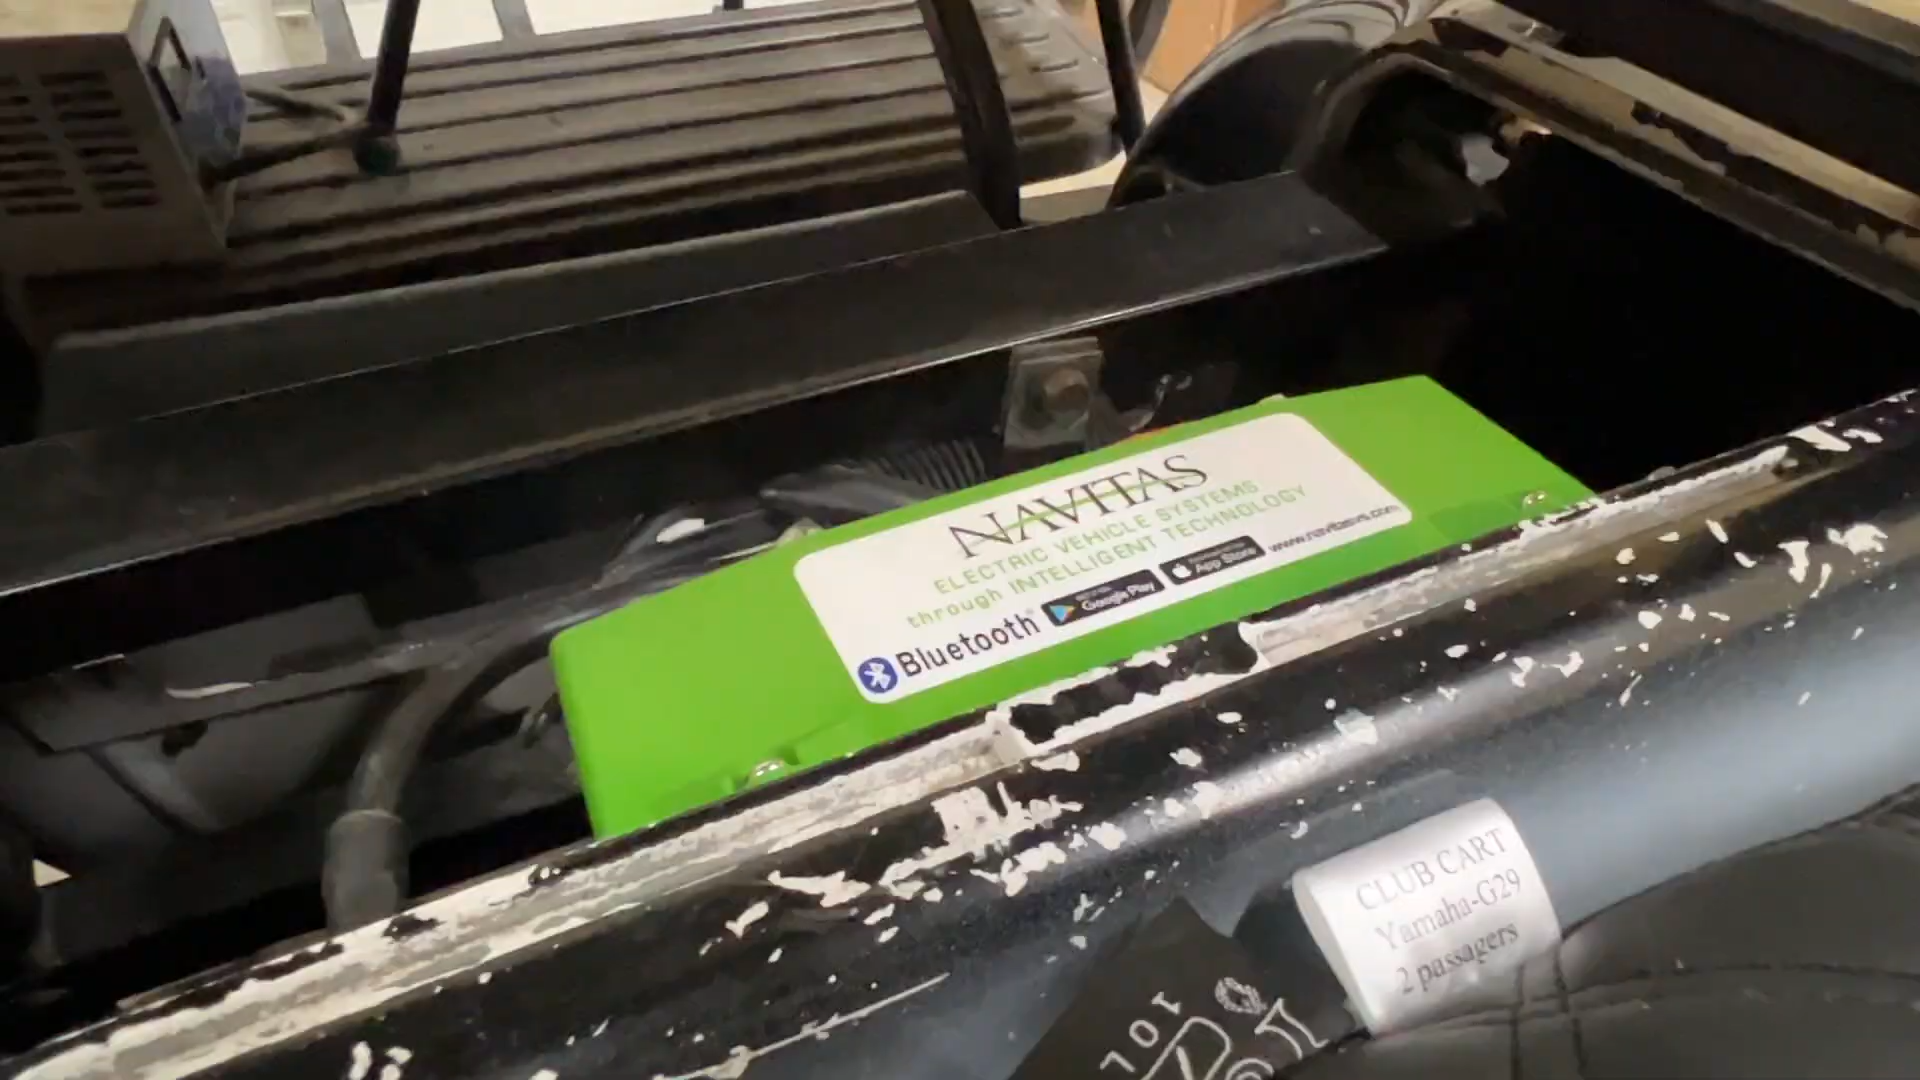 NAVITAS
ELECTRIC VEHICLE SYSTEMS
through INTELLIGENT TECHNOLOGY
Bluetooth
Google Play
App Store
www.navitasvs.com
CLUB CART
Yamaha-G29
2 passagers